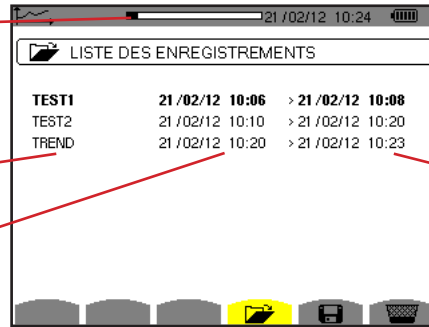 21/02/12 10:24
LISTE DES ENREGISTREMENTS
TEST1 21/02/12 10:06 > 21/02/12 10:08
TEST2 21/02/12 10:10 > 21/02/12 10:20
TREND 21/02/12 10:20 > 21/02/12 10:23